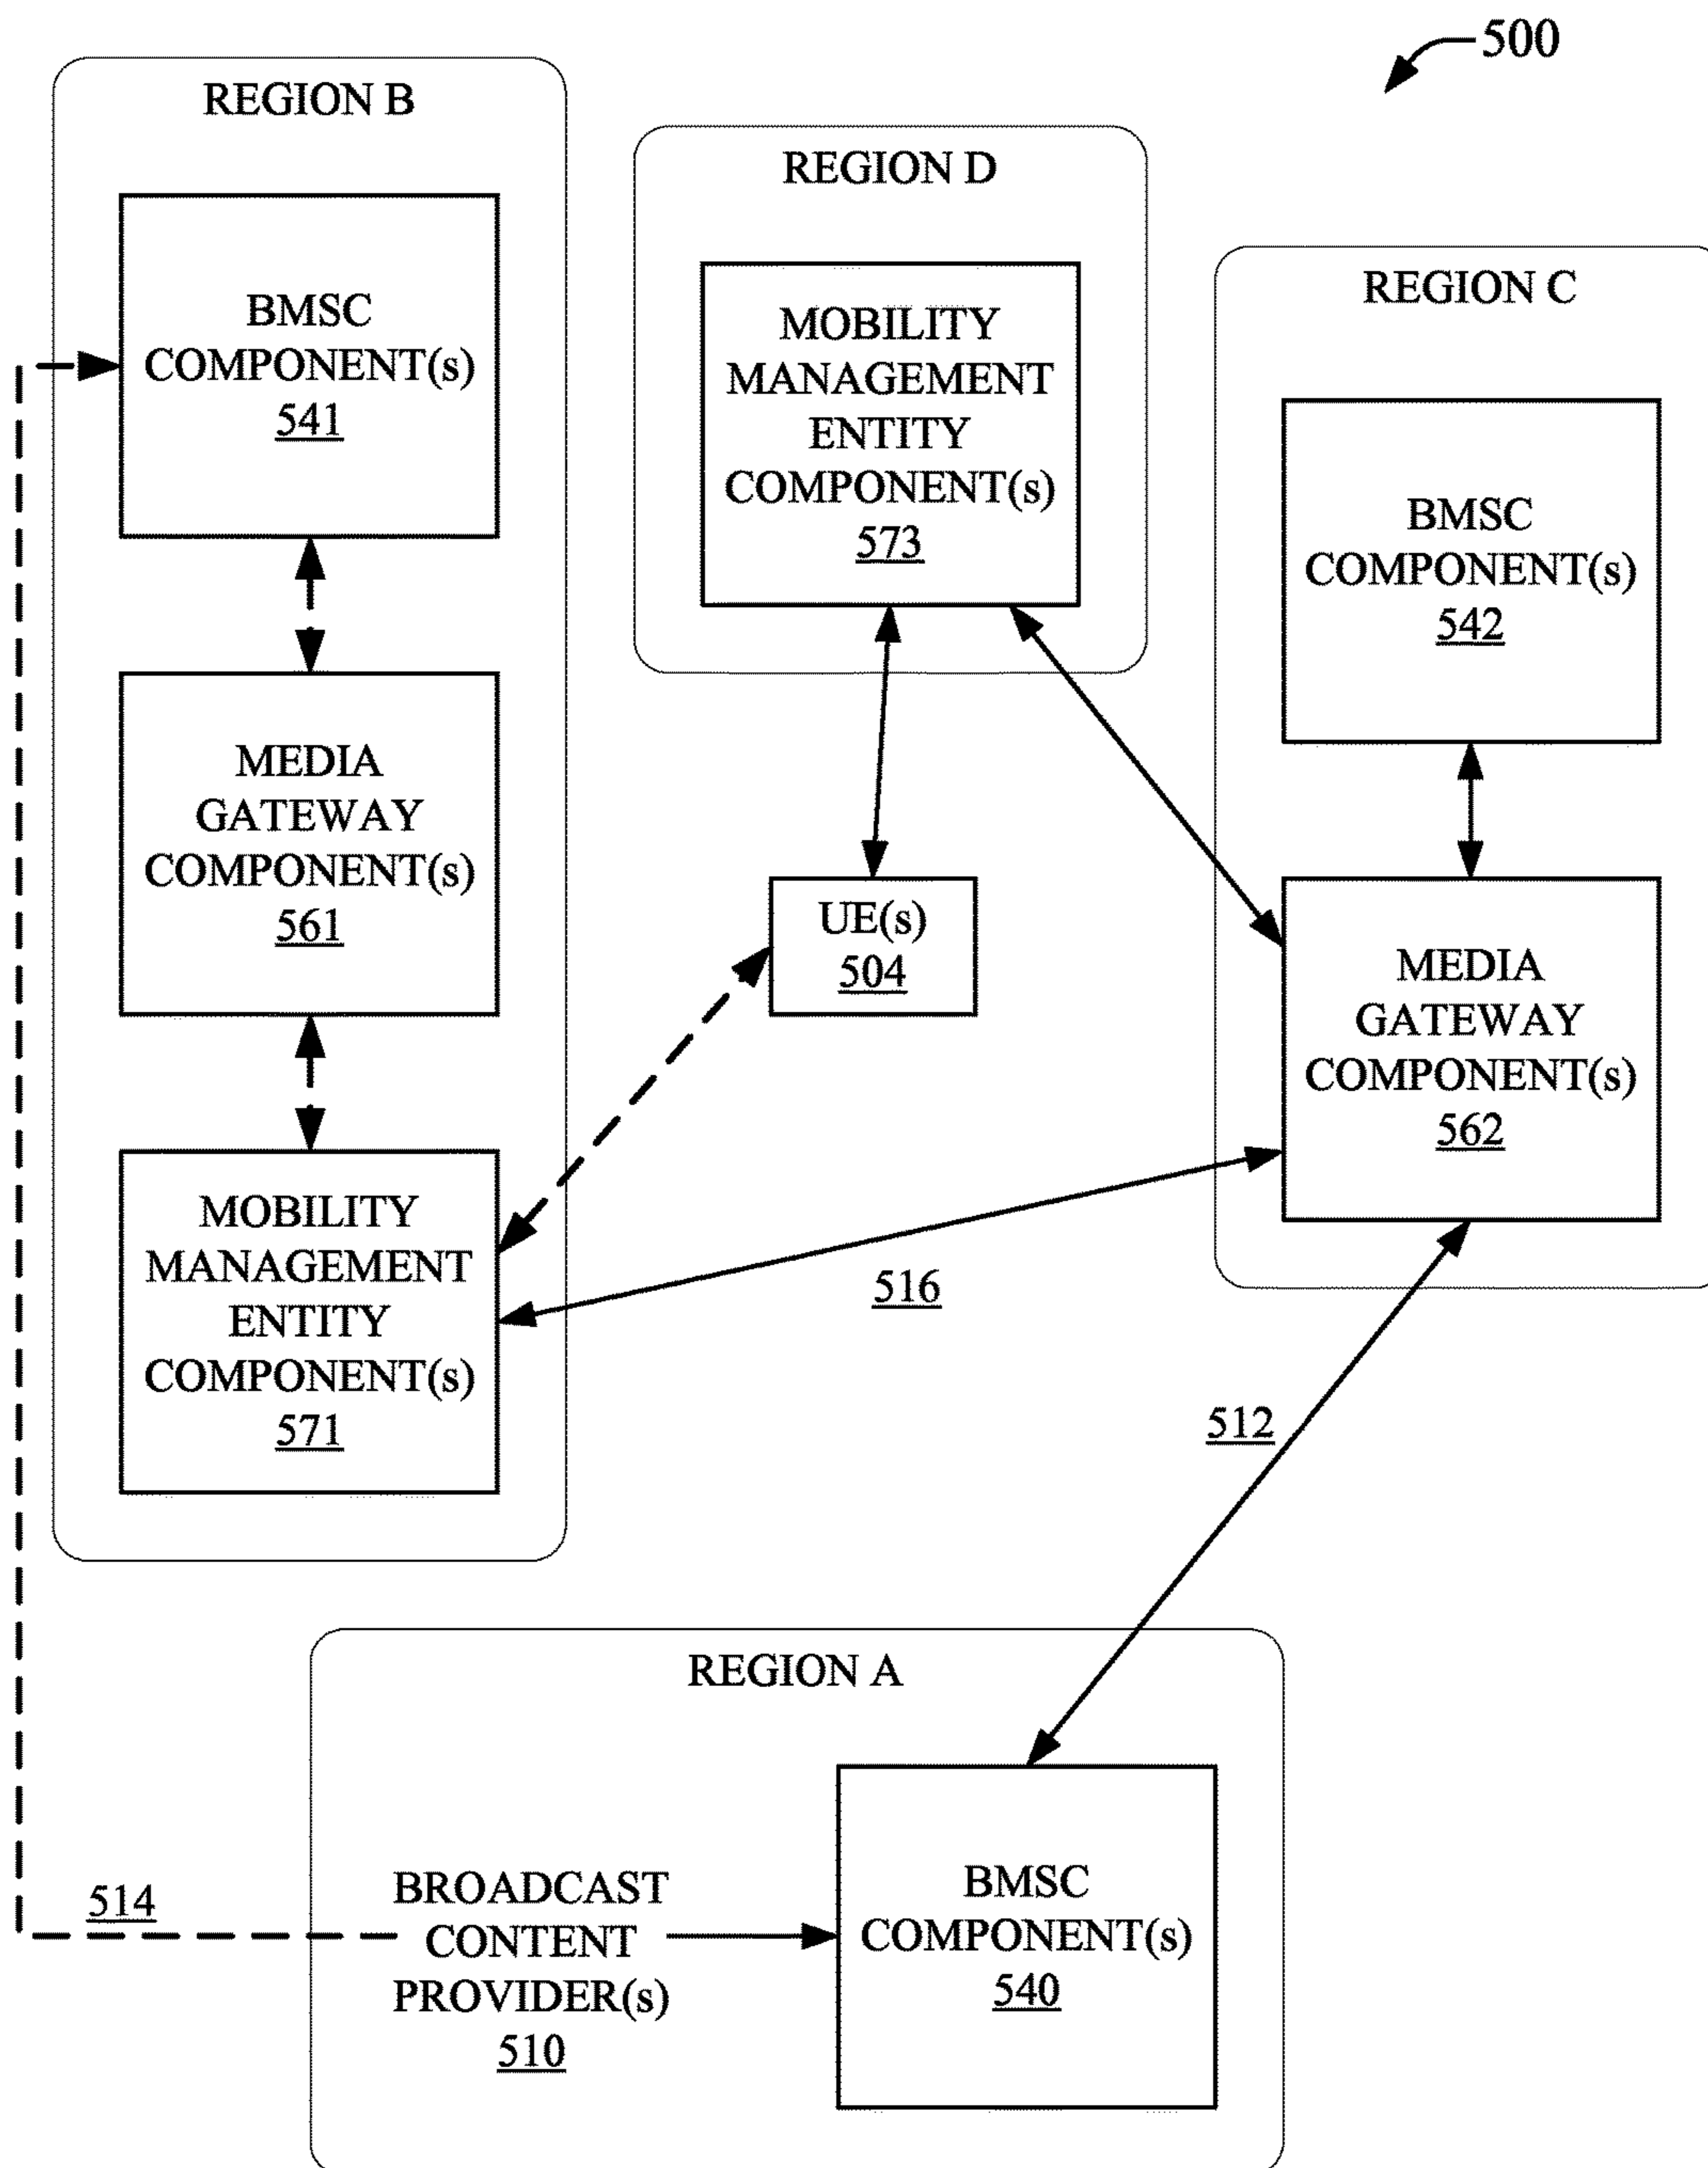 500
REGION B
BMSC
COMPONENT(s)
541
MEDIA
GATEWAY
COMPONENT(s)
561
MOBILITY
MANAGEMENT
ENTITY
COMPONENT(s)
571
REGION D
MOBILITY
MANAGEMENT
ENTITY
COMPONENT(s)
573
UE(s)
504
REGION C
BMSC
COMPONENT(s)
542
MEDIA
GATEWAY
COMPONENT(s)
562
516
512
514
REGION A
BROADCAST
CONTENT
PROVIDER(s)
510
BMSC
COMPONENT(s)
540